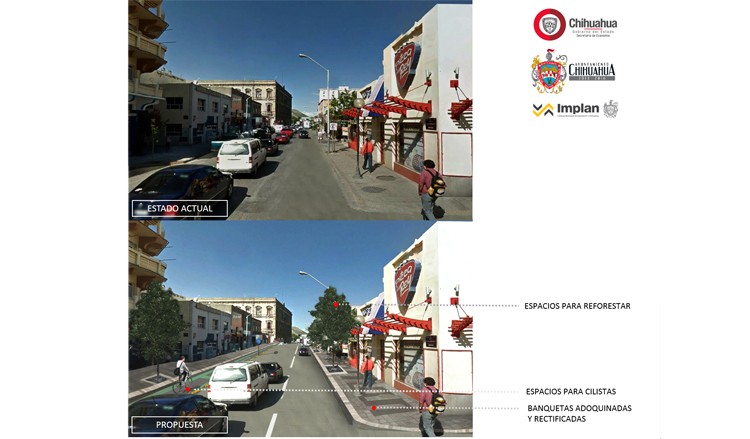 ESTADO ACTUAL
PROPUESTA
Chihuahua
Gobierno del Estado
Secretaría de Economía
AYUNTAMIENTO
CHIHUAHUA
Implan
ESPACIOS PARA REFORESTAR
ESPACIOS PARA CILISTAS
BANQUETAS ADOQUINADAS
Y RECTIFICADAS